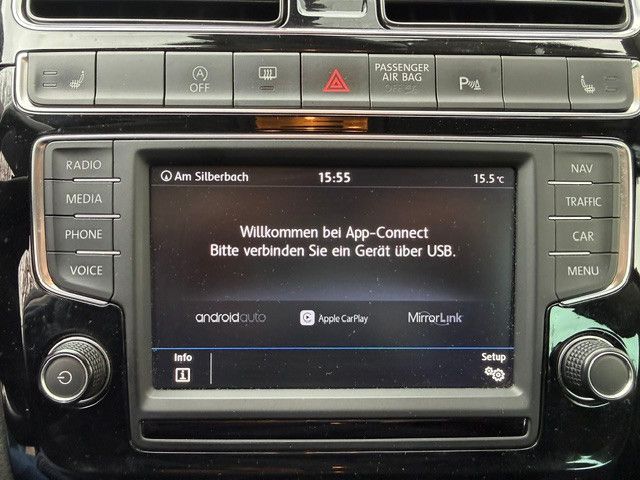 OFF
PASSENGER
AIR BAG
OFF
P
RADIO
MEDIA
PHONE
VOICE
NAV
TRAFFIC
CAR
MENU
Am Silberbach
15:55
15.5°C
Willkommen bei App-Connect
Bitte verbinden Sie ein Gerät über USB.
androidauto
Apple CarPlay
MirrorLink
Info
Setup